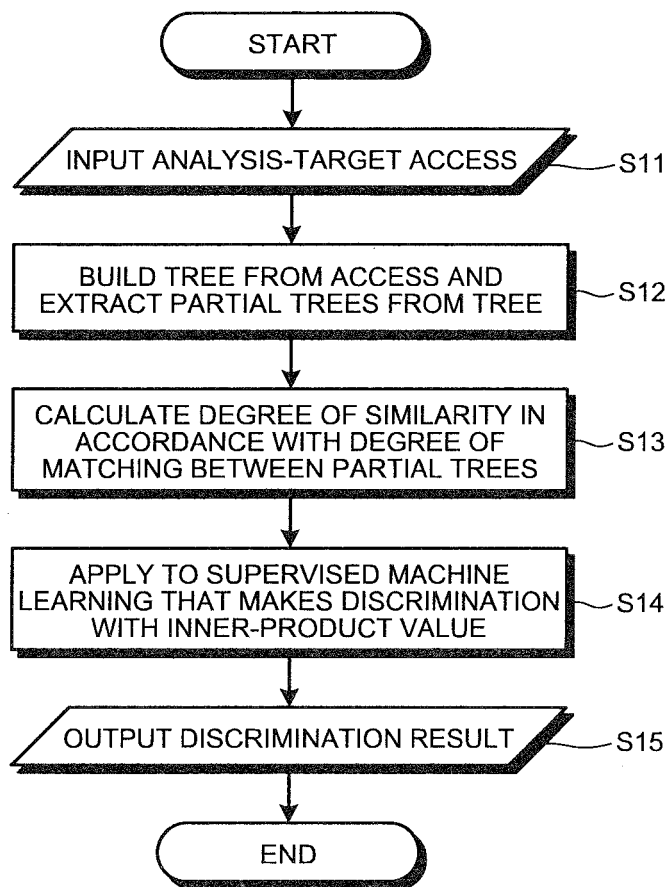 START
INPUT ANALYSIS-TARGET ACCESS
S11
BUILD TREE FROM ACCESS AND
EXTRACT PARTIAL TREES FROM TREE
S12
CALCULATE DEGREE OF SIMILARITY IN
ACCORDANCE WITH DEGREE OF
MATCHING BETWEEN PARTIAL TREES
S13
APPLY TO SUPERVISED MACHINE
LEARNING THAT MAKES DISCRIMINATION
WITH INNER-PRODUCT VALUE
S14
OUTPUT DISCRIMINATION RESULT
S15
END